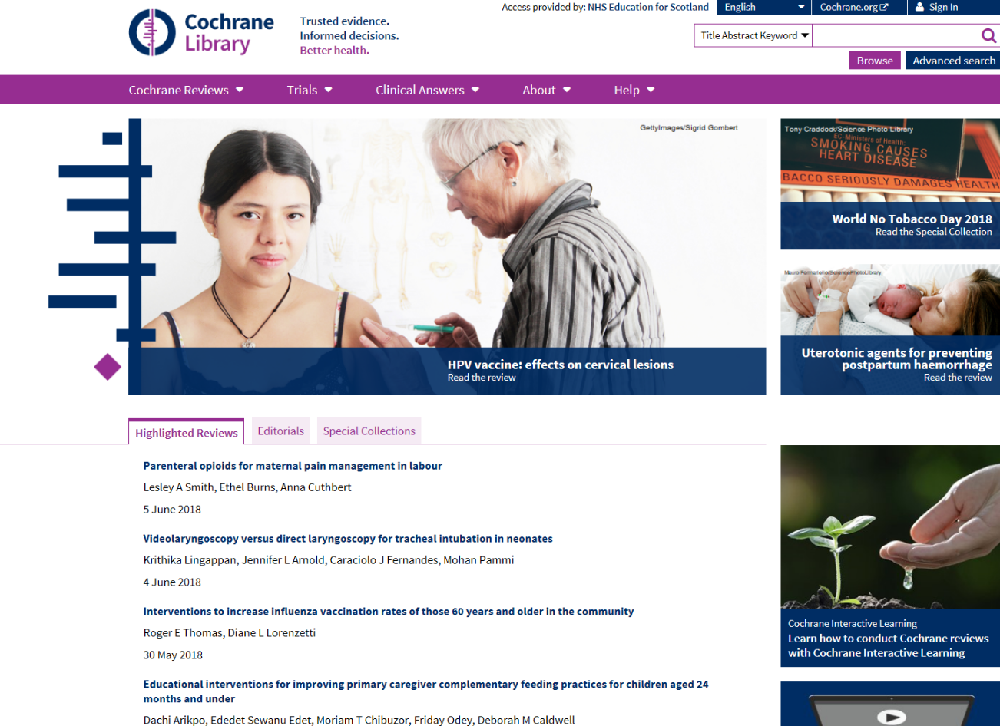 Access provided by: NHS Education for Scotland
English
Cochrane.org
Sign In
Cochrane
Library
Trusted evidence.
Informed decisions.
Better health.
Title Abstract Keyword
Browse
Advanced search
Cochrane Reviews
Trials
Clinical Answers
About
Help
GettyImages/Sigrid Gombert
HPV vaccine: effects on cervical lesions
Read the review
Tony Craddock/Science Photo Library
EC-Ministers of Health:
SMOKING CAUSES
HEART DISEASE
BACCO SERIOUSLY DAMAGES HEALTH
World No Tobacco Day 2018
Read the Special Collection
Mauro Fermariello/SciencePhotoLibrary
Uterotonic agents for preventing
postpartum haemorrhage
Read the review
Highlighted Reviews
Editorials
Special Collections
Parenteral opioids for maternal pain management in labour
Lesley A Smith, Ethel Burns, Anna Cuthbert
5 June 2018
Videolaryngoscopy versus direct laryngoscopy for tracheal intubation in neonates
Krithika Lingappan, Jennifer L Arnold, Caraciolo J Fernandes, Mohan Pammi
4 June 2018
Interventions to increase influenza vaccination rates of those 60 years and older in the community
Roger E Thomas, Diane L Lorenzetti
30 May 2018
Educational interventions for improving primary caregiver complementary feeding practices for children aged 24
months and under
Dachi Arikpo, Ededet Sewanu Edet, Moriam T Chibuzor, Friday Odey, Deborah M Caldwell
Cochrane Interactive Learning
Learn how to conduct Cochrane reviews
with Cochrane Interactive Learning